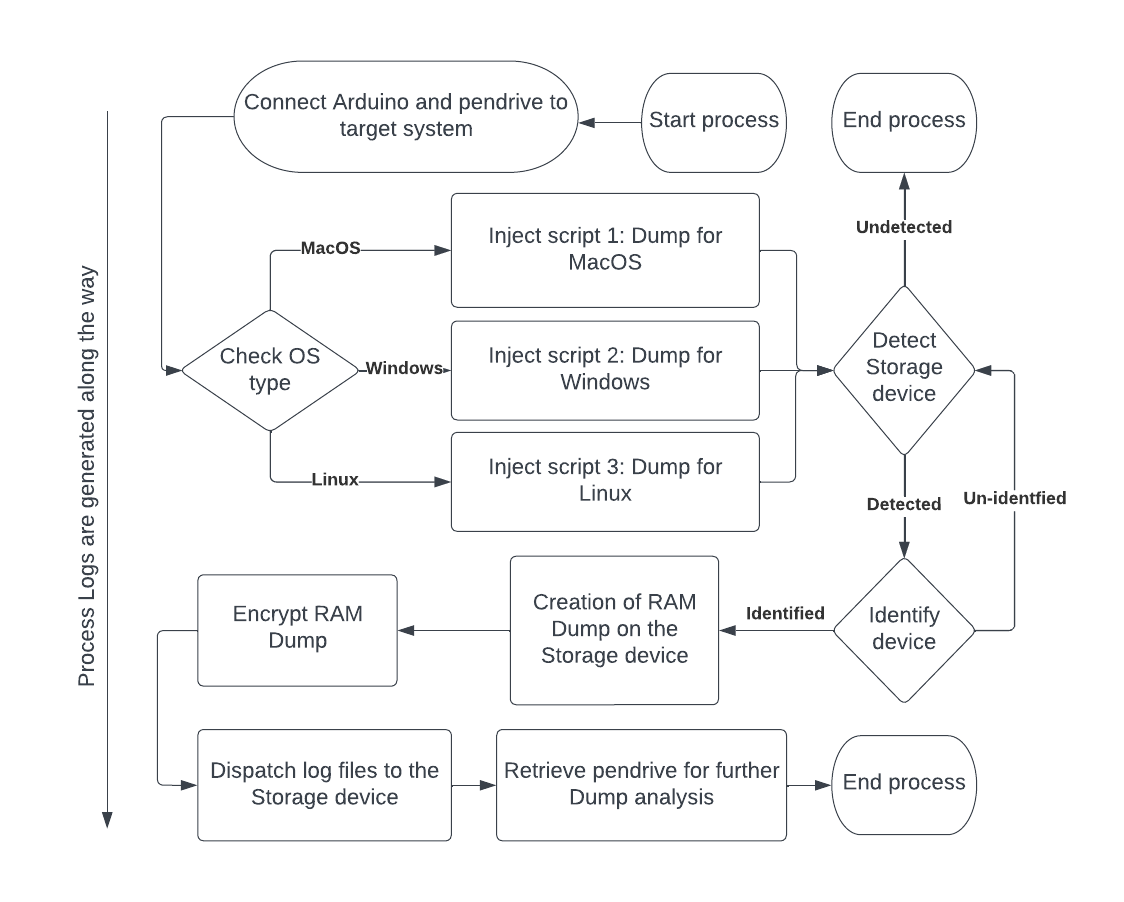 Connect Arduino and pendrive to
target system
Start process
End process
Undetected
Inject script 1: Dump for
MacOS
MacOS
Check OS
type
Windows
Inject script 2: Dump for
Windows
Detect
Storage
device
Linux
Inject script 3: Dump for
Linux
Detected
Un-identfied
Process Logs are generated along the way
Encrypt RAM
Dump
Creation of RAM
Dump on the
Storage device
Identified
Identify
device
Dispatch log files to the
Storage device
Retrieve pendrive for further
Dump analysis
End process